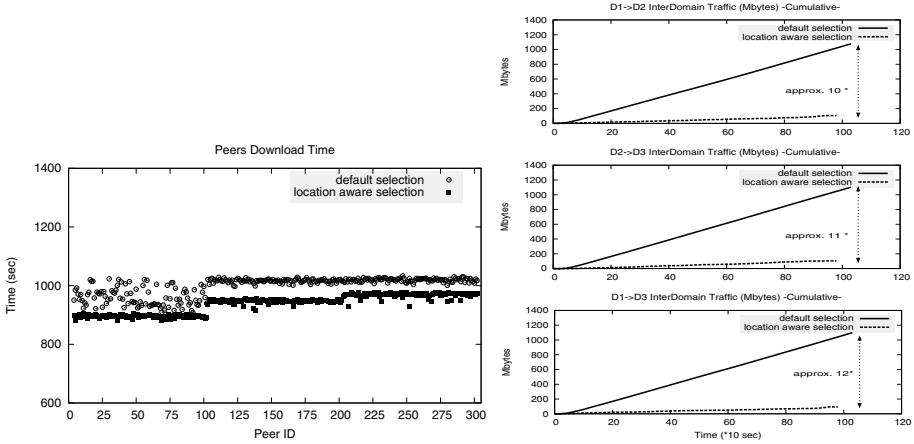 Peers Download Time
default selection
location aware selection
1400
1200
1000
800
600
Time (sec)
0 25 50 75 100 125 150 175 200 225 250 275 300
Peer ID
D1->D2 InterDomain Traffic (Mbytes) -Cumulative-
default selection
location aware selection
1400
1200
1000
800
600
400
200
0
Mbytes
approx. 10 "
0 20 40 60 80 100 120
D2->D3 InterDomain Traffic (Mbytes) -Cumulative-
default selection
location aware selection
1400
1200
1000
800
600
400
200
0
Mbytes
approx. 11 "
0 20 40 60 80 100 120
D1->D3 InterDomain Traffic (Mbytes) -Cumulative-
default selection
location aware selection
1400
1200
1000
800
600
400
200
0
Mbytes
approx. 12"
0 20 40 60 80 100 120
Time (*10 sec)